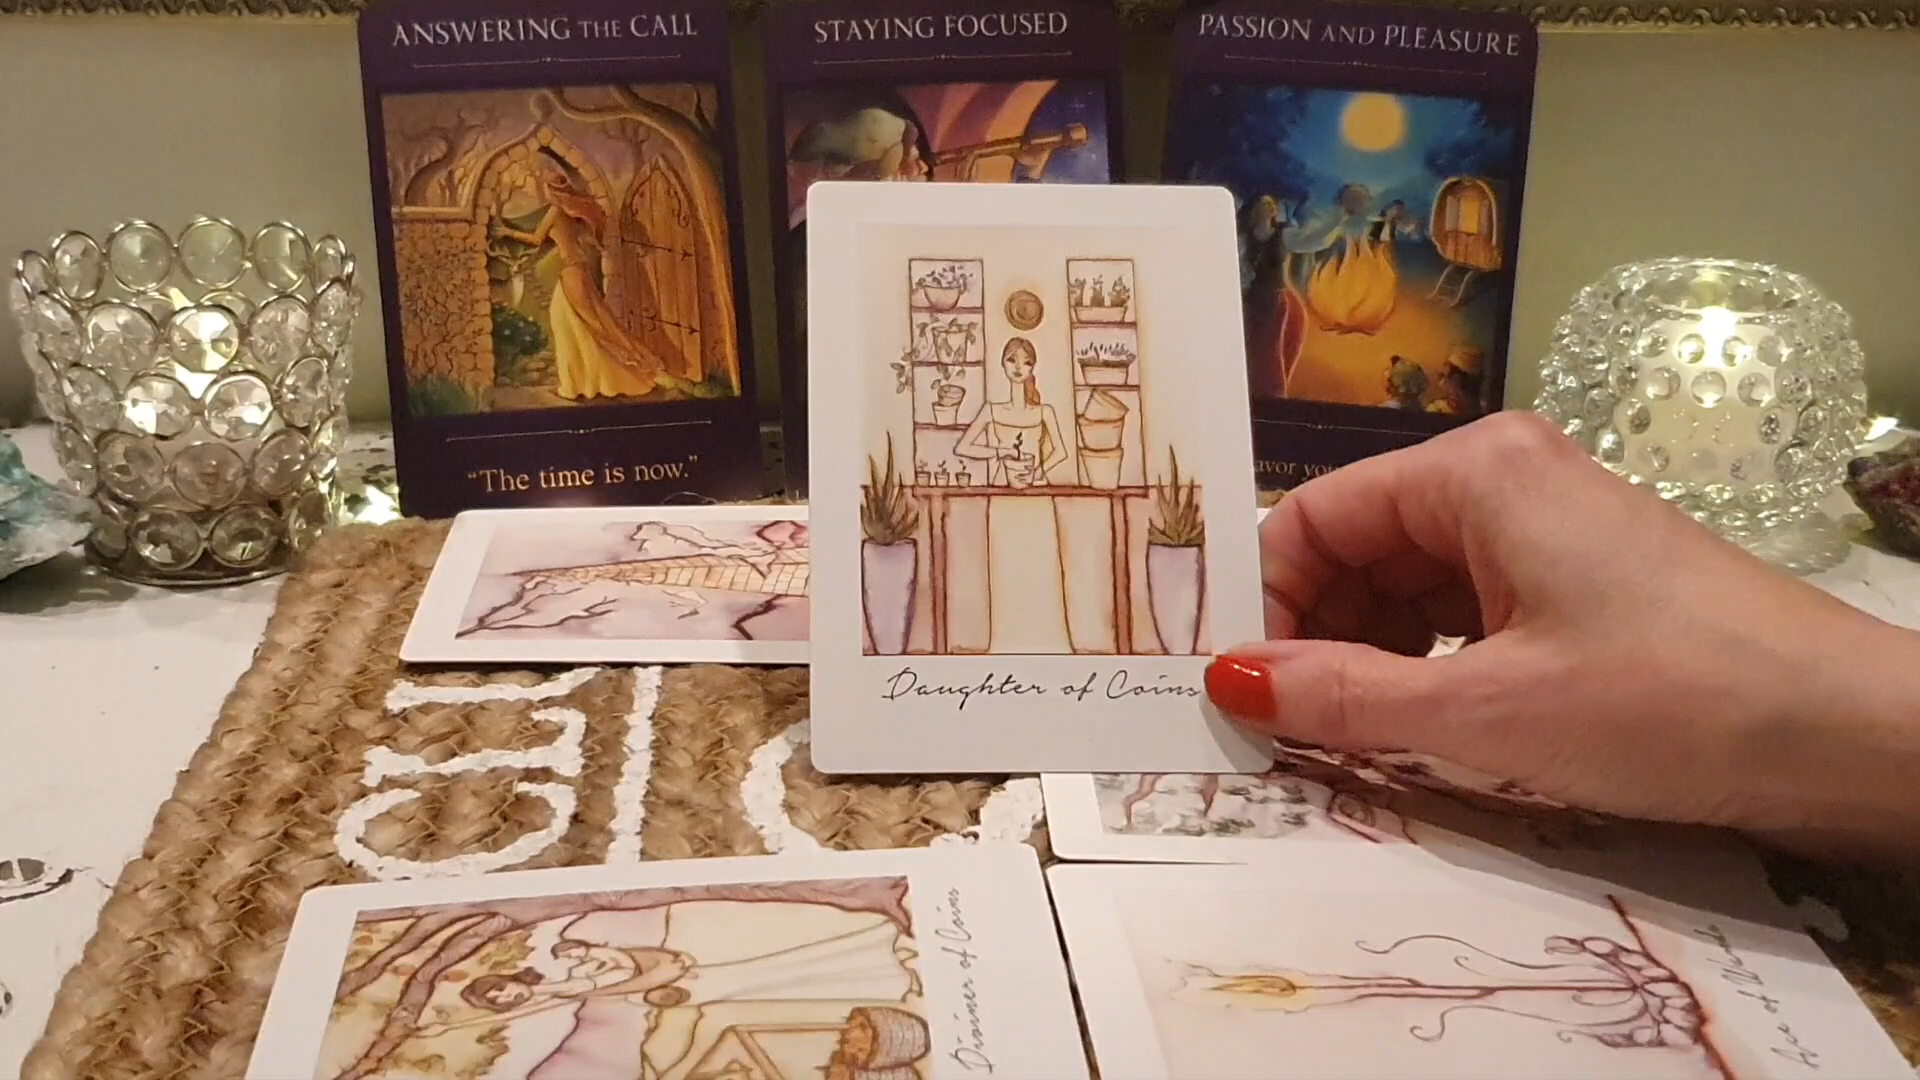 ANSWERING THE CALL
STAYING FOCUSED
PASSION AND PLEASURE
"The time is now."
Daughter of Coins
Diviner of Coins
Ace of Wands